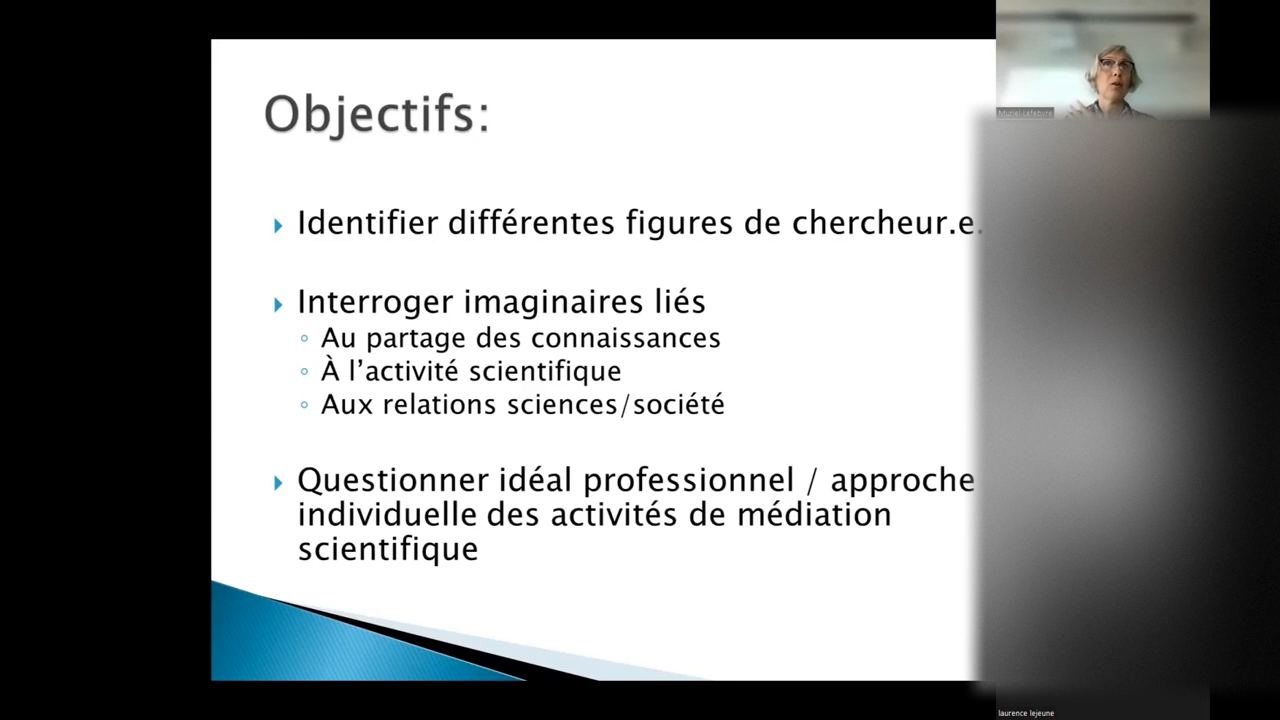 Objectifs:
Identifier différentes figures de chercheur.e.
Interroger imaginaires liés
Au partage des connaissances
À l’activité scientifique
Aux relations sciences/société
Questionner idéal professionnel / approche
individuelle des activités de médiation
scientifique
laurence lejeune